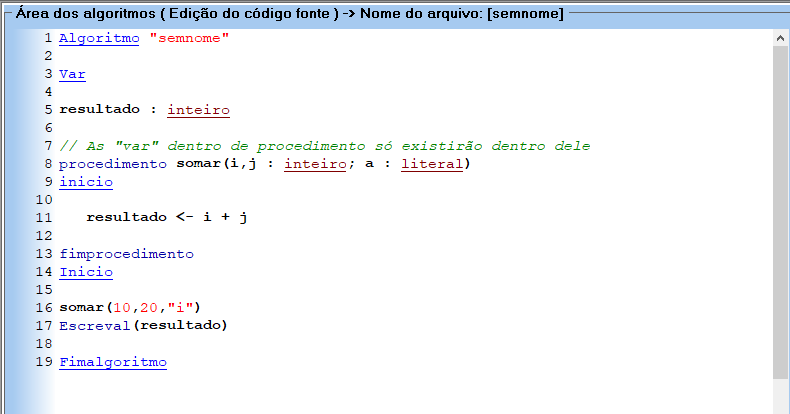 Área dos algoritmos ( Edição do código fonte ) -> Nome do arquivo: [semnome]
1 Algoritmo "semnome"
2
3 Var
4
5 resultado : inteiro
6
7 // As "var" dentro de procedimento só existirão dentro dele
8 procedimento somar(i,j : inteiro; a : literal)
9 inicio
10
11    resultado <- i + j
12
13 fimprocedimento
14 Inicio
15
16 somar(10,20,"i")
17 Escreval(resultado)
18
19 Fimalgoritmo